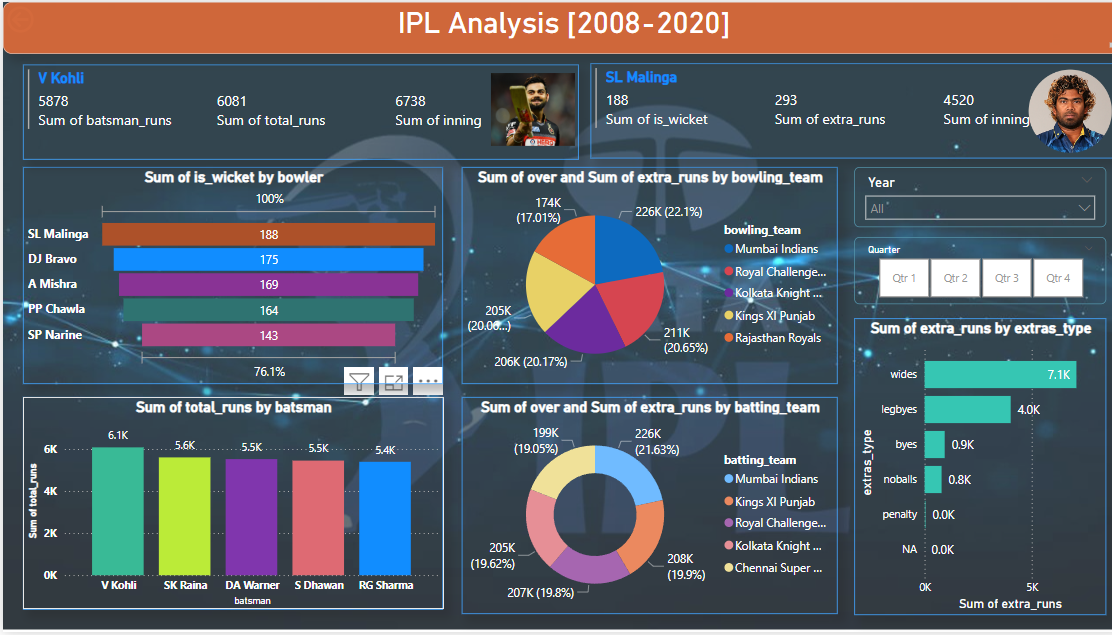 IPL Analysis [2008-2020]
V Kohli
5878 6081 6738
Sum of batsman_runs Sum of total_runs Sum of inning
SL Malinga
188 293 4520
Sum of is_wicket Sum of extra_runs Sum of inning
Sum of is_wicket by bowler
100%
SL Malinga 188
DJ Bravo 175
A Mishra 169
PP Chawla 164
SP Narine 143
76.1%
Sum of over and Sum of extra_runs by bowling_team
174K
(17.01%)
226K (22.1%)
205K
(20.06...)
206K (20.17%)
211K
(20.65%)
bowling_team
Mumbai Indians
Royal Challenge...
Kolkata Knight ...
Kings XI Punjab
Rajasthan Royals
Year
All
Quarter
Qtr 1 Qtr 2 Qtr 3 Qtr 4
Sum of total_runs by batsman
Sum of total_runs
6K
4K
2K
0K
6.1K 5.6K 5.5K 5.5K 5.4K
V Kohli SK Raina DA Warner S Dhawan RG Sharma
batsman
Sum of over and Sum of extra_runs by batting_team
199K
(19.05%)
226K
(21.63%)
205K
(19.62%)
207K (19.8%)
208K
(19.9%)
batting_team
Mumbai Indians
Kings XI Punjab
Royal Challenge...
Kolkata Knight ...
Chennai Super ...
Sum of extra_runs by extras_type
extras_type
wides 7.1K
legbyes 4.0K
byes 0.9K
noballs 0.8K
penalty 0.0K
NA 0.0K
0K 5K
Sum of extra_runs
IPL